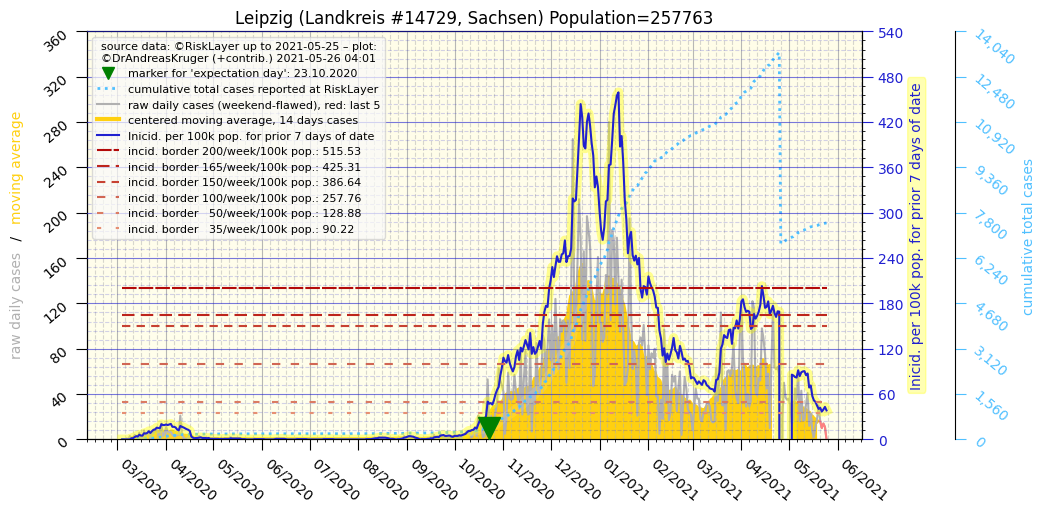 Leipzig (Landkreis #14729, Sachsen) Population=257763
source data: ©RiskLayer up to 2021-05-25 – plot:
©DrAndreasKruger (+contrib.) 2021-05-26 04:01
marker for 'expectation day': 23.10.2020
cumulative total cases reported at RiskLayer
raw daily cases (weekend-flawed), red: last 5
centered moving average, 14 days cases
Inicid. per 100k pop. for prior 7 days of date
incid. border 200/week/100k pop.: 515.53
incid. border 165/week/100k pop.: 425.31
incid. border 150/week/100k pop.: 386.64
incid. border 100/week/100k pop.: 257.76
incid. border 50/week/100k pop.: 128.88
incid. border 35/week/100k pop.: 90.22
raw daily cases / moving average
360
320
280
240
200
160
120
80
40
0
540
480
420
360
300
240
180
120
60
0
Inicid. per 100k pop. for prior 7 days of date
14,040
12,480
10,920
9,360
7,800
6,240
4,680
3,120
1,560
0
cumulative total cases
03/2020
04/2020
05/2020
06/2020
07/2020
08/2020
09/2020
10/2020
11/2020
12/2020
01/2021
02/2021
03/2021
04/2021
05/2021
06/2021